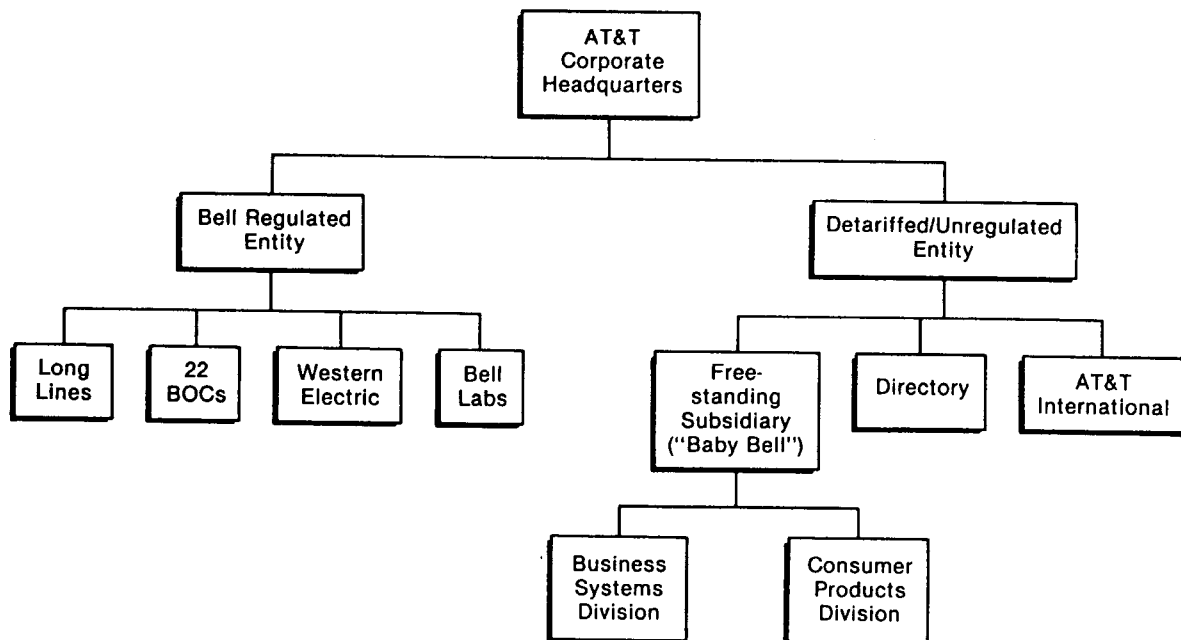 AT&T
Corporate
Headquarters
Bell Regulated
Entity
Detariffed/Unregulated
Entity
Long
Lines
22
BOCs
Western
Electric
Bell
Labs
Free-
standing
Subsidiary
("Baby Bell")
Directory
AT&T
International
Business
Systems
Division
Consumer
Products
Division